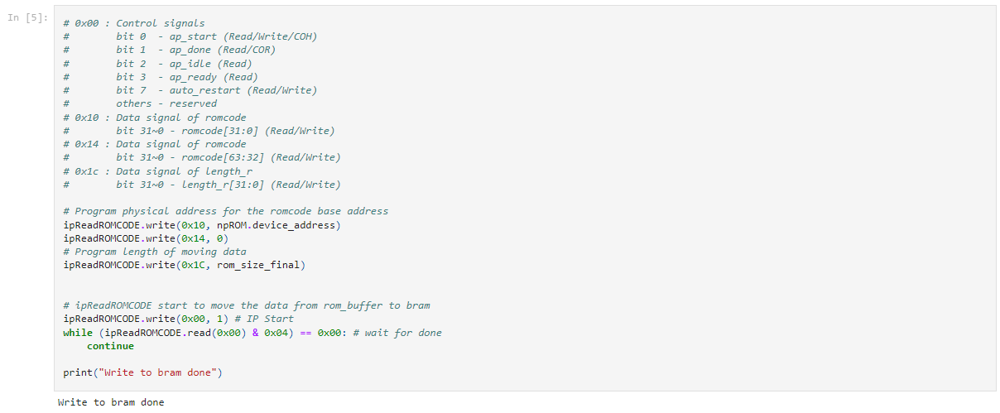 In [5]:
# 0x00 : Control signals
#        bit 0  - ap_start (Read/Write/COH)
#        bit 1  - ap_done (Read/COR)
#        bit 2  - ap_idle (Read)
#        bit 3  - ap_ready (Read)
#        bit 7  - auto_restart (Read/Write)
#        others - reserved
# 0x10 : Data signal of romcode
#        bit 31~0 - romcode[31:0] (Read/Write)
# 0x14 : Data signal of romcode
#        bit 31~0 - romcode[63:32] (Read/Write)
# 0x1c : Data signal of length_r
#        bit 31~0 - length_r[31:0] (Read/Write)
# Program physical address for the romcode base address
ipReadROMCODE.write(0x10, npROM.device_address)
ipReadROMCODE.write(0x14, 0)
# Program length of moving data
ipReadROMCODE.write(0x1C, rom_size_final)
# ipReadROMCODE start to move the data from rom_buffer to bram
ipReadROMCODE.write(0x00, 1) # IP Start
while (ipReadROMCODE.read(0x00) & 0x04) == 0x00: # wait for done
    continue
print("Write to bram done")
Write to bram done